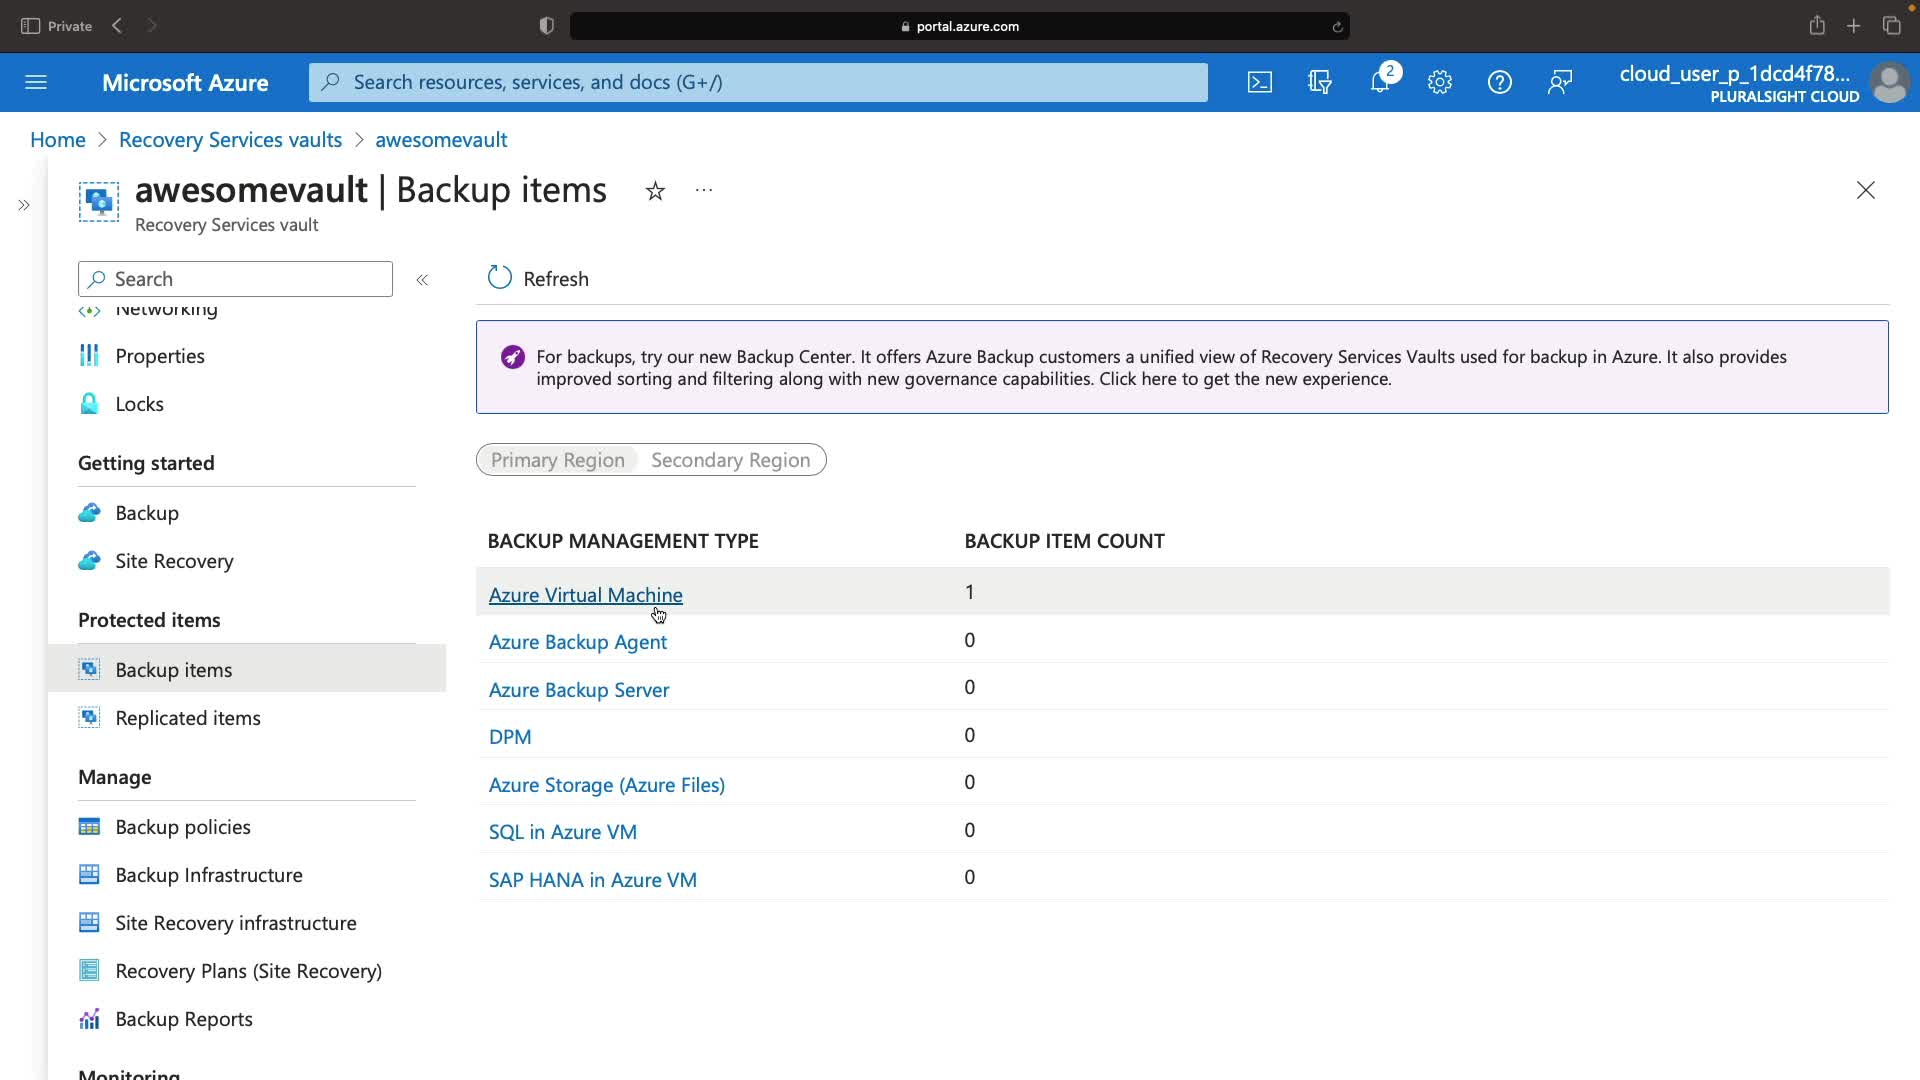 Private
portal.azure.com
Microsoft Azure
Search resources, services, and docs (G+/)
2
cloud_user_p_1dcd4f78...
PLURALSIGHT CLOUD
Home > Recovery Services vaults > awesomevault
awesomevault | Backup items
...
Recovery Services vault
Search
«
Refresh
Networking
Properties
Locks
Getting started
Backup
Site Recovery
Protected items
Backup items
Replicated items
Manage
Backup policies
Backup Infrastructure
Site Recovery infrastructure
Recovery Plans (Site Recovery)
Backup Reports
Monitoring
For backups, try our new Backup Center. It offers Azure Backup customers a unified view of Recovery Services Vaults used for backup in Azure. It also provides
improved sorting and filtering along with new governance capabilities. Click here to get the new experience.
Primary Region Secondary Region
BACKUP MANAGEMENT TYPE BACKUP ITEM COUNT
Azure Virtual Machine 1
Azure Backup Agent 0
Azure Backup Server 0
DPM 0
Azure Storage (Azure Files) 0
SQL in Azure VM 0
SAP HANA in Azure VM 0